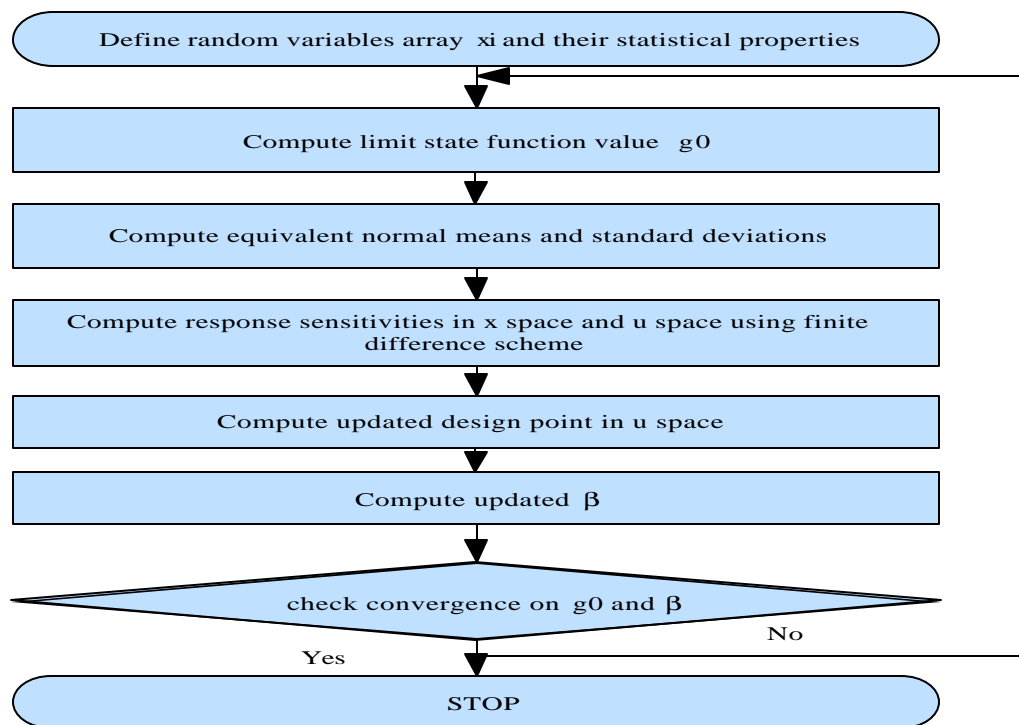 Define random variables array xi and their statistical properties
Compute limit state function value g0
Compute equivalent normal means and standard deviations
Compute response sensitivities in x space and u space using finite
difference scheme
Compute updated design point in u space
Compute updated β
check convergence on g0 and β
No
Yes
STOP